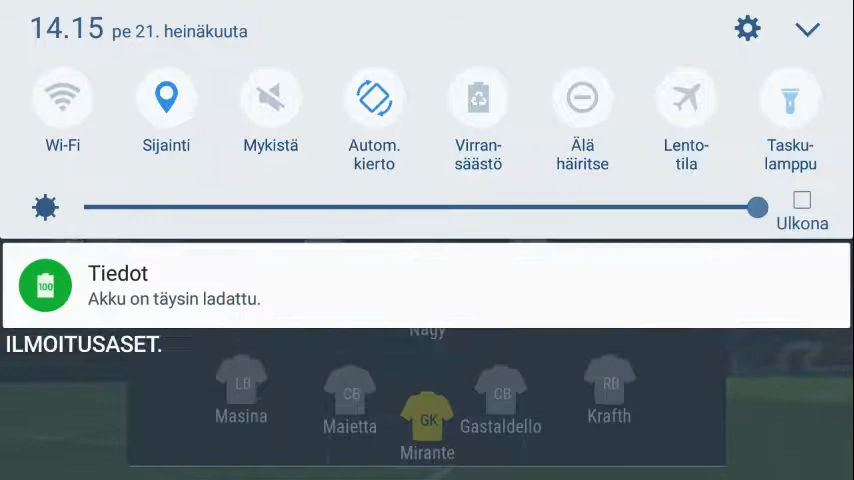 14.15 pe 21. heinäkuuta
Wi-Fi
Sijainti
Mykistä
Autom.
kierto
Virran-
säästö
Älä
häiritse
Lento-
tila
Tasku-
lamppu
Ulkona
100
Tiedot
Akku on täysin ladattu.
Nagy
ILMOITUSASET.
LB
Masina
CB
Maietta
GK
Mirante
CB
Gastaldello
RB
Krafth